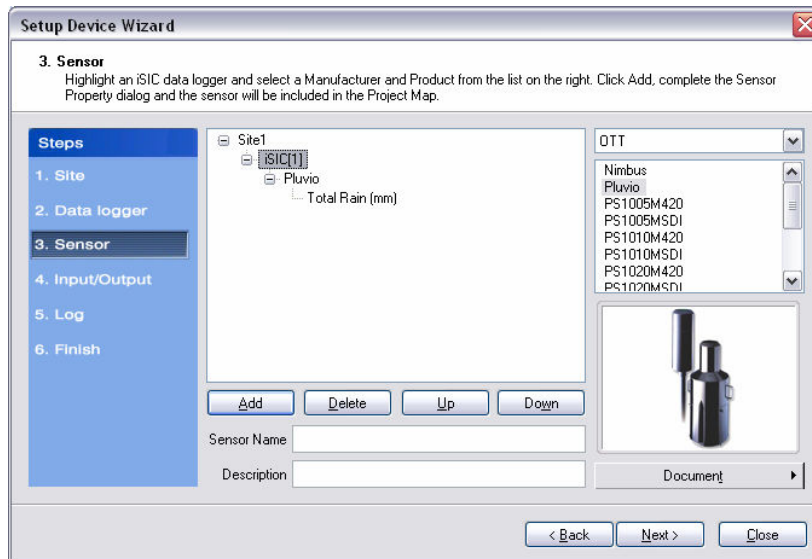 Setup Device Wizard
3. Sensor
Highlight an iSIC data logger and select a Manufacturer and Product from the list on the right. Click Add, complete the Sensor
Property dialog and the sensor will be included in the Project Map.
Steps
1. Site
2. Data logger
3. Sensor
4. Input/Output
5. Log
6. Finish
Site1
iSIC[1]
Pluvio
Total Rain (mm)
Add
Delete
Up
Down
Sensor Name
Description
OTT
Nimbus
Pluvio
PS1005M420
PS1005MSDI
PS1010M420
PS1010MSDI
PS1020M420
PS1020MSDI
Document
< Back
Next >
Close